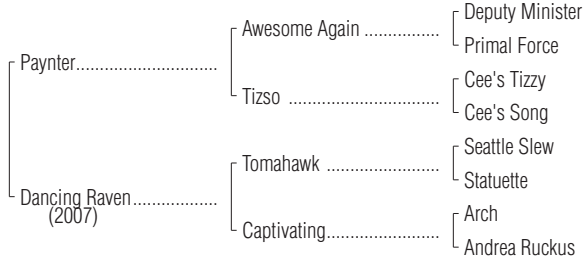 Deputy Minister
Awesome Again ..................
Primal Force
Paynter...............................
Cee's Tizzy
Tizso ....................................
Cee's Song
Seattle Slew
Tomahawk ...........................
Statuette
Dancing Raven..................
(2007)
Arch
Captivating...........................
Andrea Ruckus